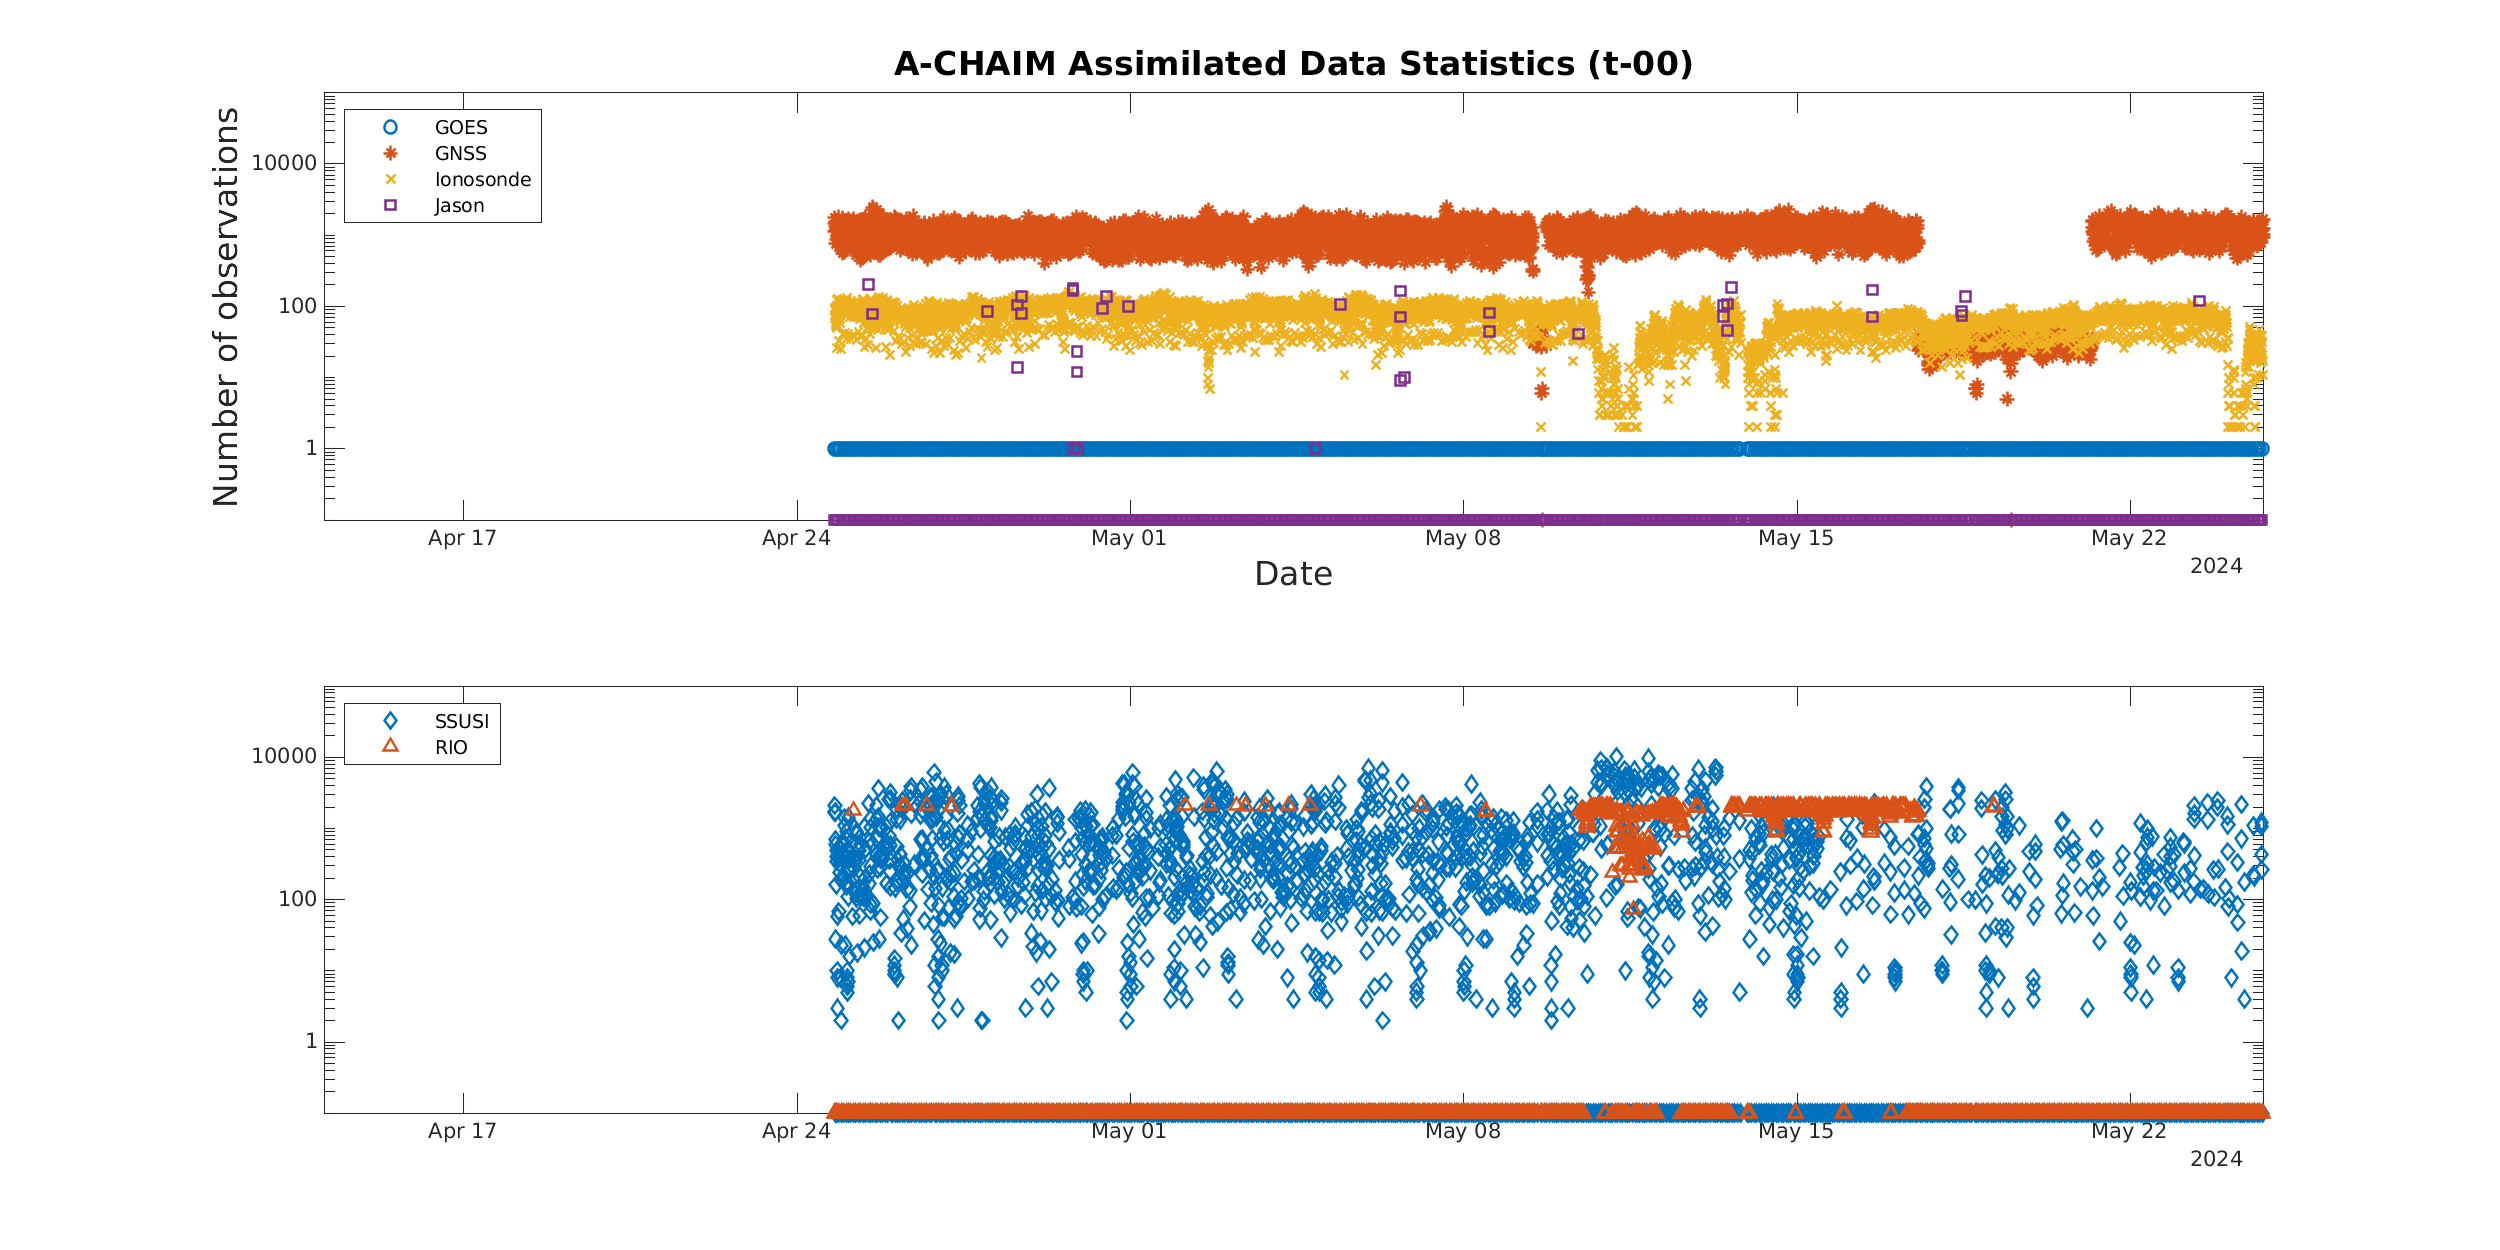 A-CHAIM Assimilated Data Statistics (t-00)
Number of observations
10000
100
1
GOES
GNSS
Ionosonde
Jason
Apr 17
Apr 24
May 01
May 08
May 15
May 22
2024
Date
10000
100
1
SSUSI
RIO
Apr 17
Apr 24
May 01
May 08
May 15
May 22
2024